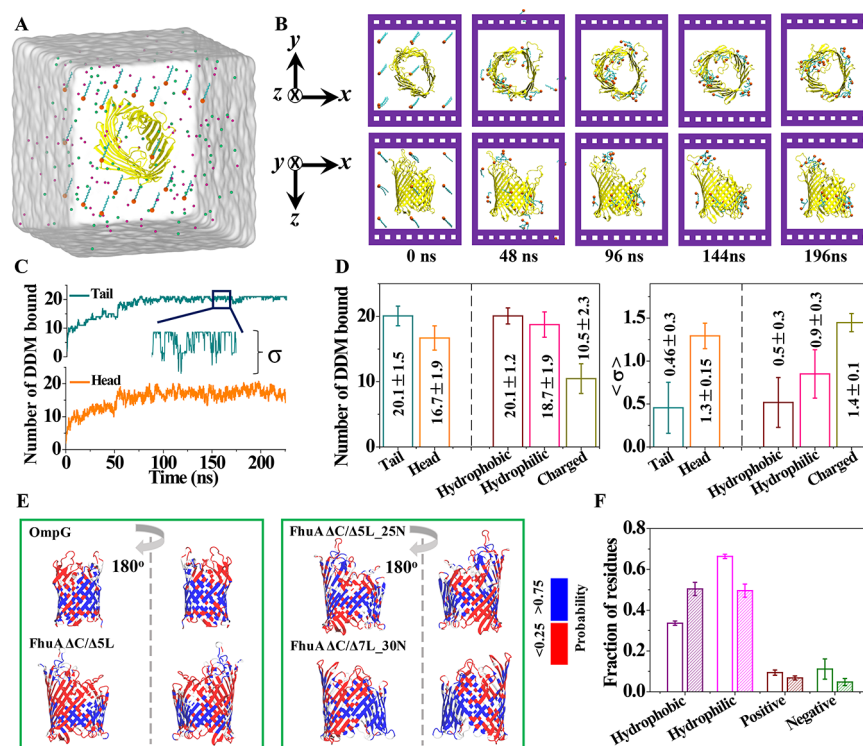 A
B
y
z
x
y
x
z
0 ns
48 ns
96 ns
144ns
196ns
C
Number of DDM bound
20
10
0
Tail
σ
20
10
0
Head
0
50
100
150
200
Time (ns)
D
Number of DDM bound
20
10
0
20.1 ± 1.5
16.7 ± 1.9
20.1 ± 1.2
18.7 ± 1.9
10.5 ± 2.3
Tail
Head
Hydrophobic
Hydrophilic
Charged
<σ>
1.5
1.0
0.5
0.0
0.46 ± 0.3
1.3 ± 0.15
0.5 ± 0.3
0.9 ± 0.3
1.4 ± 0.1
Tail
Head
Hydrophobic
Hydrophilic
Charged
E
OmpG
180º
FhuA ΔC/Δ5L
FhuA ΔC/Δ5L_25N
180º
FhuA ΔC/Δ7L_30N
<0.25 >0.75
Probability
F
Fraction of residues
0.8
0.6
0.4
0.2
0.0
Hydrophobic
Hydrophilic
Positive
Negative